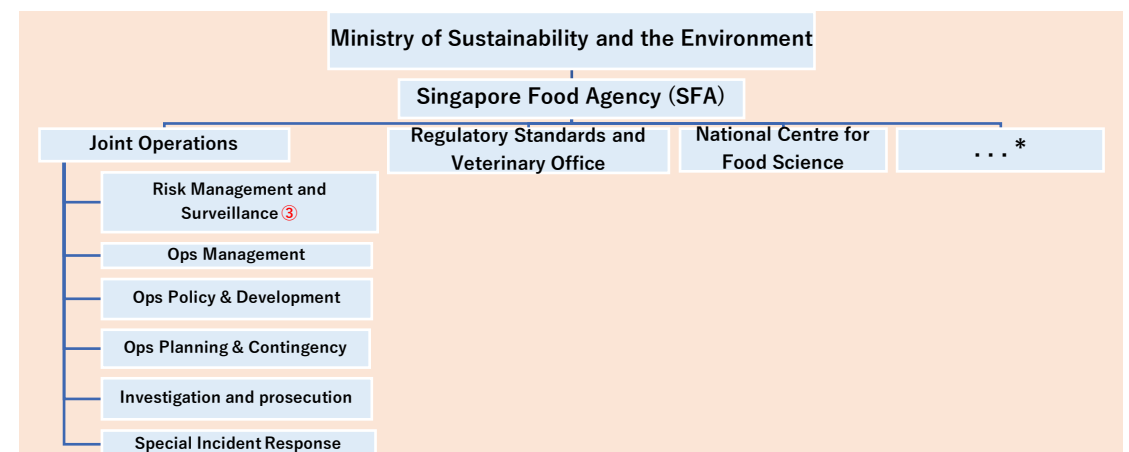 Ministry of Sustainability and the Environment
Singapore Food Agency (SFA)
Joint Operations
Regulatory Standards and
Veterinary Office
National Centre for
Food Science
...*
Risk Management and
Surveillance③
Ops Management
Ops Policy & Development
Ops Planning & Contingency
Investigation and prosecution
Special Incident Response